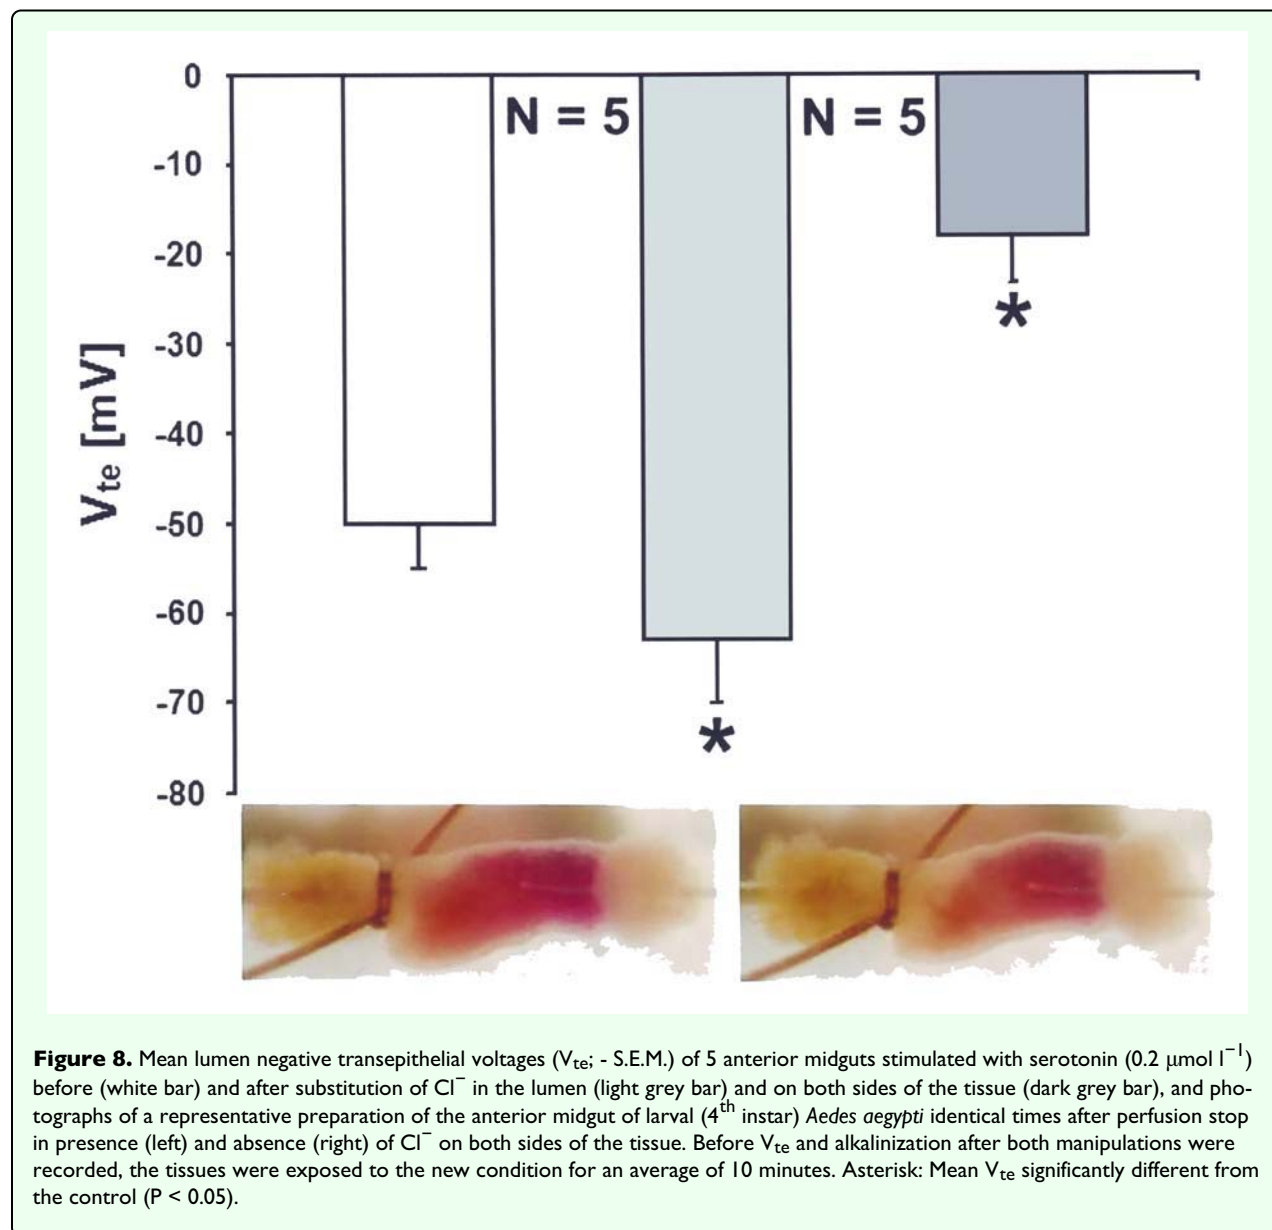 0
N = 5
N = 5
-10
-20
*
-30
-40
-50
-60
-70
*
-80
Vte [mV]
Figure 8. Mean lumen negative transepithelial voltages (Vte; - S.E.M.) of 5 anterior midguts stimulated with serotonin (0.2 μmol l−1)
before (white bar) and after substitution of Cl− in the lumen (light grey bar) and on both sides of the tissue (dark grey bar), and pho-
tographs of a representative preparation of the anterior midgut of larval (4th instar) Aedes aegypti identical times after perfusion stop
in presence (left) and absence (right) of Cl− on both sides of the tissue. Before Vte and alkalinization after both manipulations were
recorded, the tissues were exposed to the new condition for an average of 10 minutes. Asterisk: Mean Vte significantly different from
the control (P < 0.05).